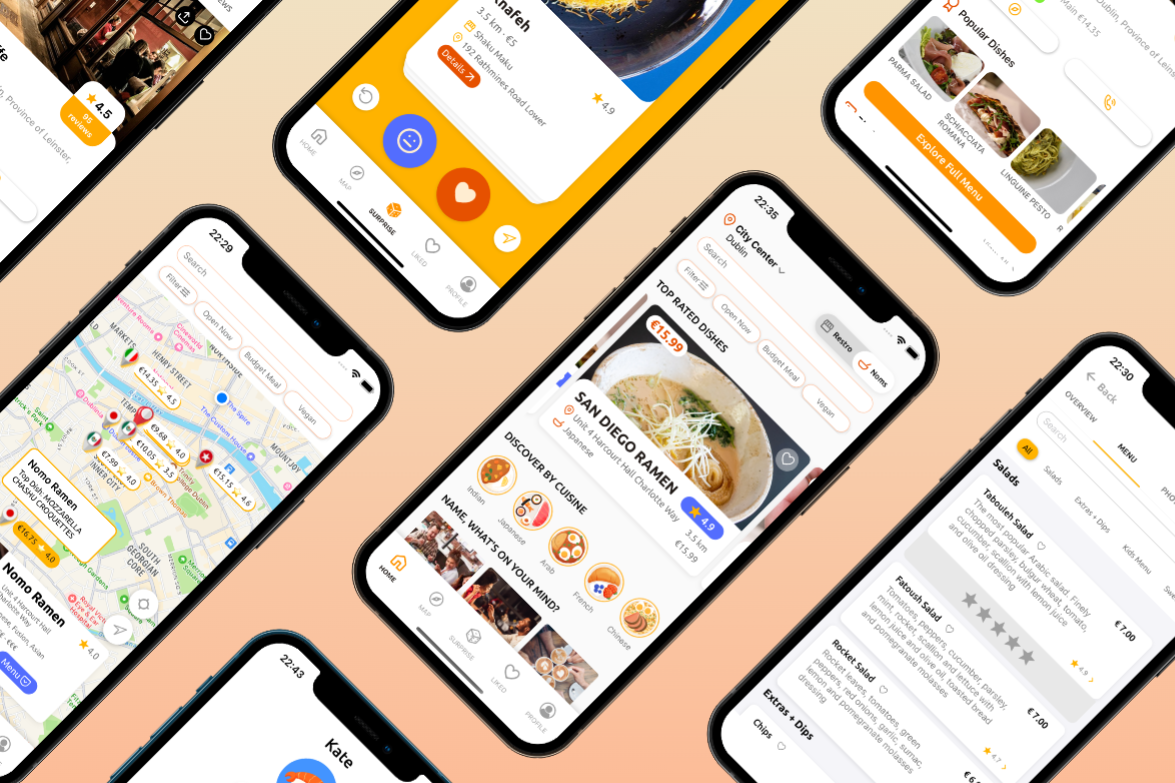 Province of Leinster,
4.5
95
reviews
3.5 km · €5
Shaku Maku
192 Rathmines Road Lower
Details
4.9
HOME
MAP
SURPRISE
LIKED
PROFILE
Dublin, Province of
Main €14.35
Popular Dishes
PARMA SALAD
SCHIACCIATA
ROMANA
LINGUINE PESTO
R
Explore Full Menu
22:29
Search
Filter
Open Now
Budget Meal
Vegan
MARKETS
HENRY STREET
The Spire
The Custom House
MOUNTJOY
€14.35
4.5
€9.68
4.0
€10.05
3.5
€7.99
4.0
€15.15
4.6
INNER CITY
Brown Thomas
SOUTH
GEORGIAN
CORE
Nomo Ramen
Top Dish MOZZARELLA
CHASHU CROQUETTES
€16.75
4.0
Nomo Ramen
Unit 4 Harcourt Hall
Charlotte Way
Fusion, Asian
€€ · €€€
4.0
Menu
22:35
City Center
Dublin
Search
Restro
Noms
Filter
Open Now
Budget Meal
Vegan
TOP RATED DISHES
€15.99
SAN DIEGO RAMEN
4.9
Unit 4 Harcourt Hall Charlotte Way
3.5 km
Japanese
€15.99
DISCOVER BY CUISINE
Indian
Japanese
Arab
French
Chinese
NAME, WHAT'S ON YOUR MIND?
HOME
MAP
SURPRISE
LIKED
PROFILE
22:30
Back
OVERVIEW
MENU
Search
All
Salads
Extras + Dips
Kids Menu
Salads
Tabouleh Salad
The most popular Arabic salad. Finely
chopped parsley, bulgur wheat, tomato,
cucumber, scallion with lemon juice
and olive oil dressing
€7.00
4.9
Fatoush Salad
Tomatoes, peppers, cucumber, parsley,
mint, rocket, scallion and lettuce with
lemon juice and olive oil, toasted bread
and pomegranate molasses
€7.00
4.7
Rocket Salad
Rocket leaves, tomatoes, green
peppers, red onions, garlic, sumac,
lemon and pomegranate molasses
dressing
Extras + Dips
Chips
22:43
Kate